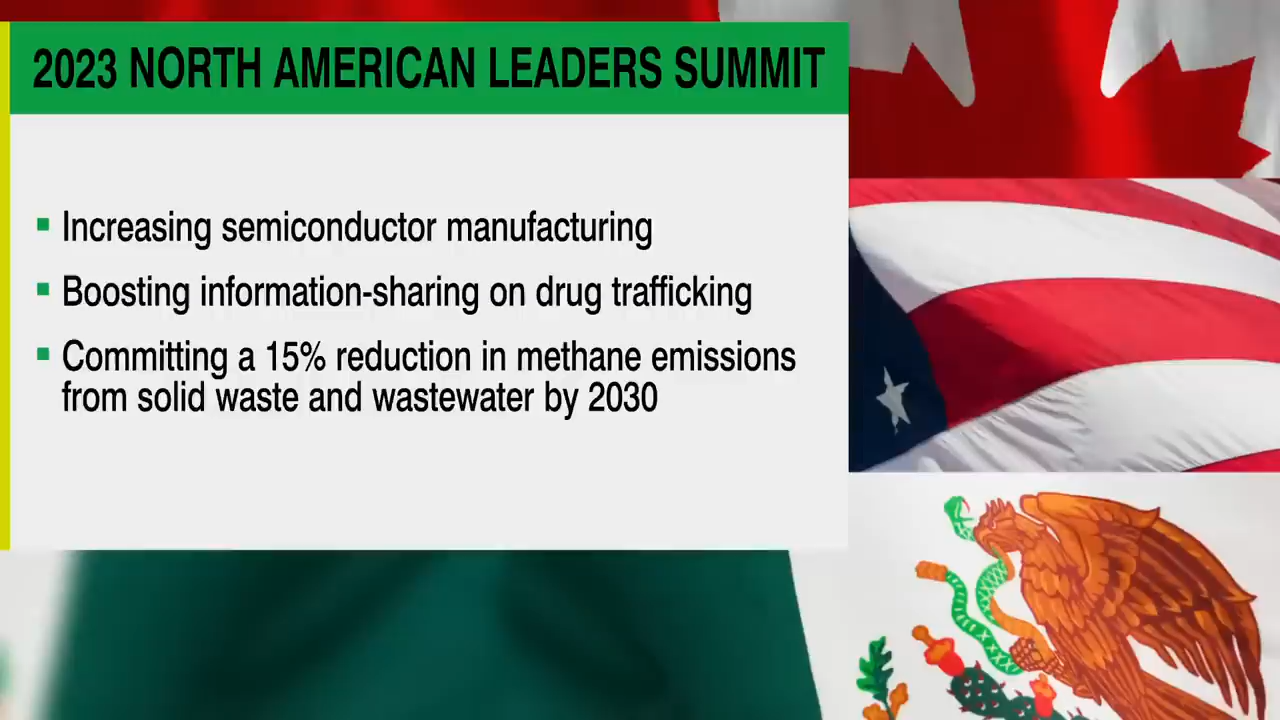 2023 NORTH AMERICAN LEADERS SUMMIT
Increasing semiconductor manufacturing
Boosting information-sharing on drug trafficking
Committing a 15% reduction in methane emissions
from solid waste and wastewater by 2030